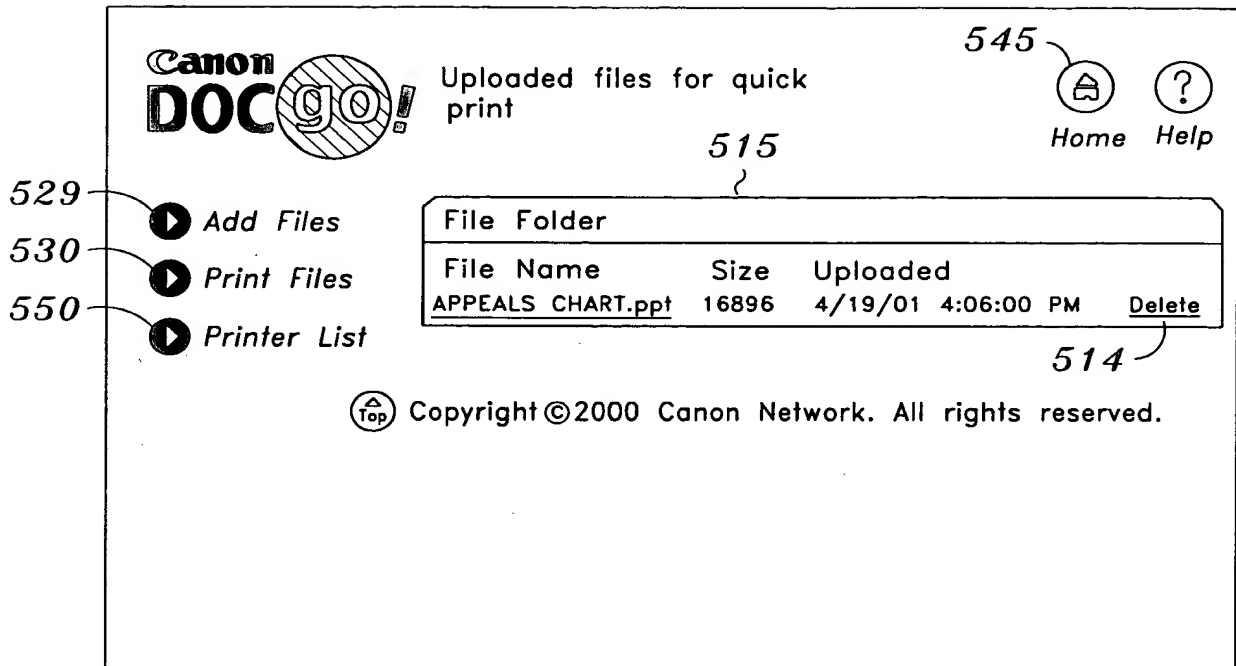 545
Canon
DOC go!
Uploaded files for quick
print
Home Help
515
529
Add Files
530
Print Files
550
Printer List
File Folder
File Name Size Uploaded
APPEALS CHART.ppt 16896 4/19/01 4:06:00 PM Delete
514
Top Copyright ©2000 Canon Network. All rights reserved.